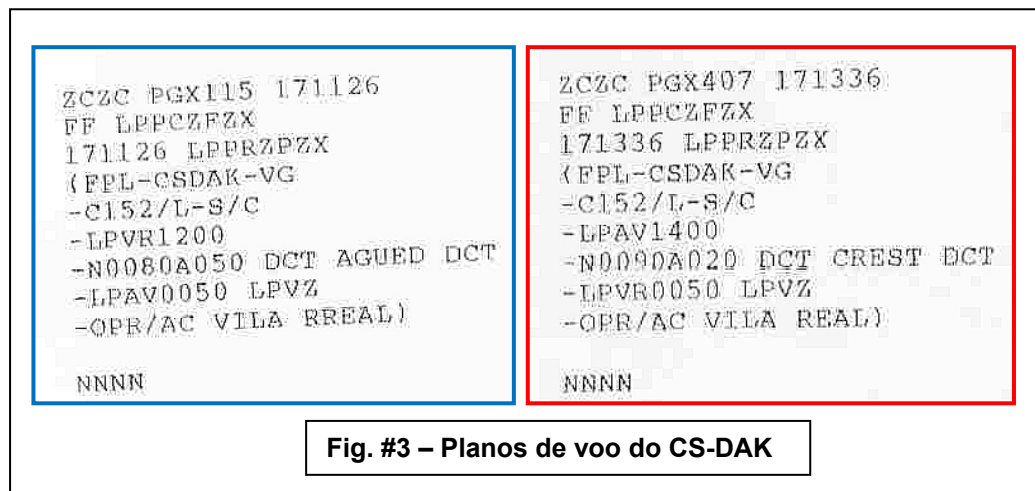 ZCZC PGX115 171126
FF LPPCZFZX
171126 LPPRZPZX
(FPL-CSDAK-VG
-C152/L-S/C
-LPVR1200
-N0080A050 DCT AGUED DCT
-LPAV0050 LPVZ
-OPR/AC VILA RREAL)
NNNN
ZCZC PGX407 171336
FF LPPCZFZX
171336 LPPRZPZX
(FPL-CSDAK-VG
-C152/L-S/C
-LPAV1400
-N0090A020 DCT CREST DCT
-LPVR0050 LPVZ
-OPR/AC VILA REAL)
NNNN
Fig. #3 – Planos de voo do CS-DAK